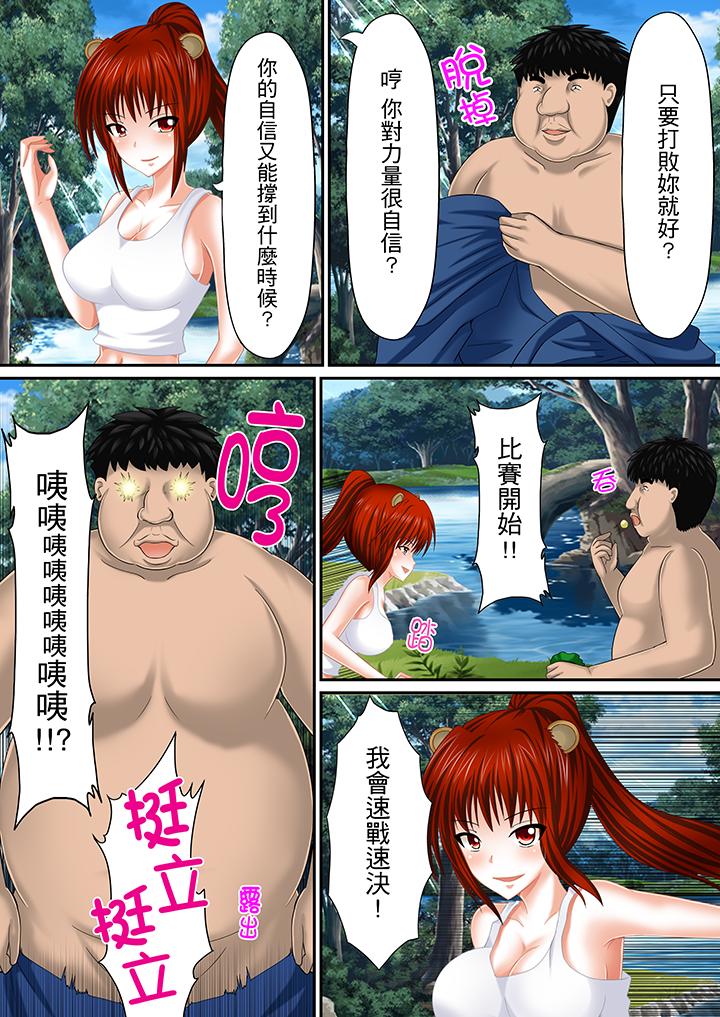 只要打敗妳就好？
脫掉
哼 你對力量很自信？
你的自信又能撐到什麼時候？
吞
比賽開始!!
踏
我會速戰速決！
哼
咦咦咦咦咦咦咦咦咦!!?
挺立
挺立
露出